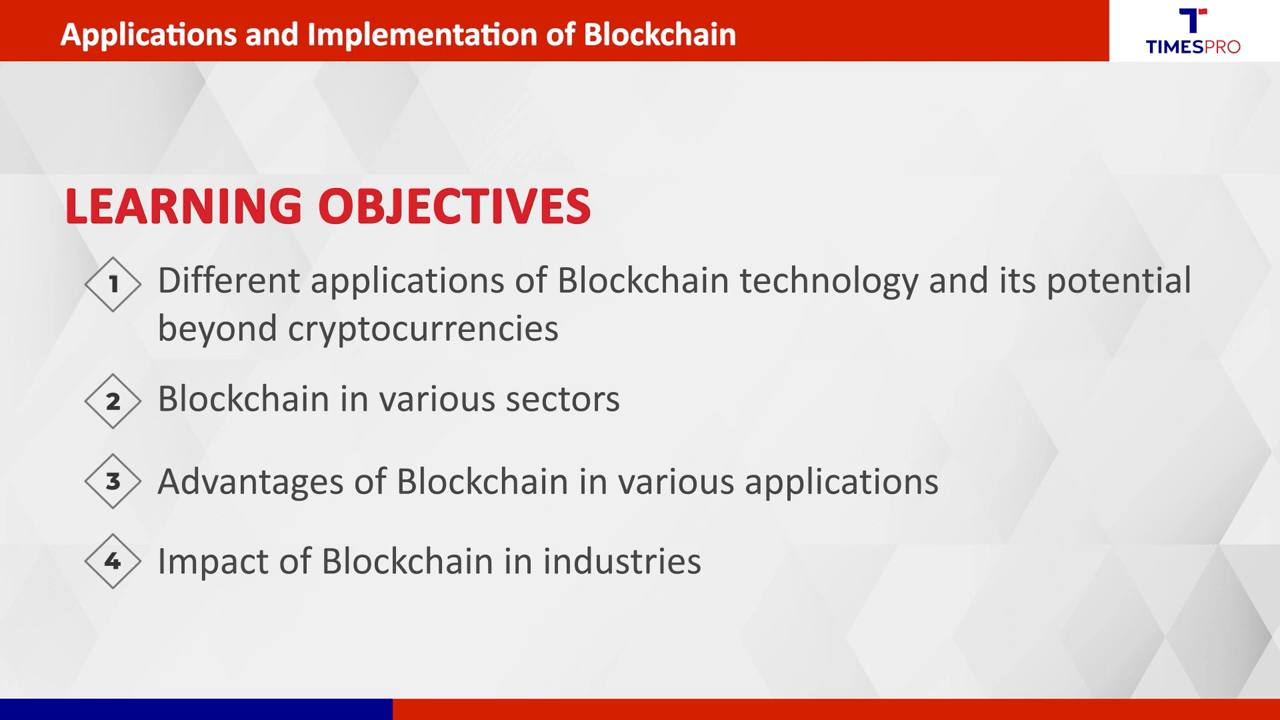 Applications and Implementation of Blockchain
TIMESPRO
LEARNING OBJECTIVES
1 Different applications of Blockchain technology and its potential
beyond cryptocurrencies
2 Blockchain in various sectors
3 Advantages of Blockchain in various applications
4 Impact of Blockchain in industries